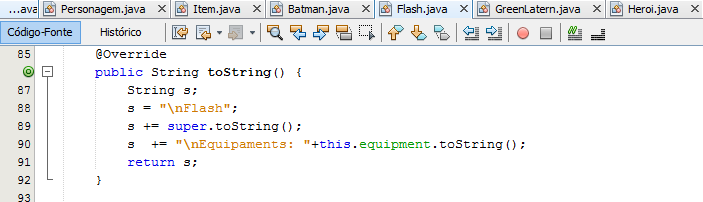 ...ava Personagem.java Item.java Batman.java Flash.java GreenLatern.java Heroi.java
Código-Fonte Histórico
85 @Override
public String toString() {
87 String s;
88 s = "\nFlash";
89 s += super.toString();
90 s  += "\nEquipaments: "+this.equipment.toString();
91 return s;
92 }
93